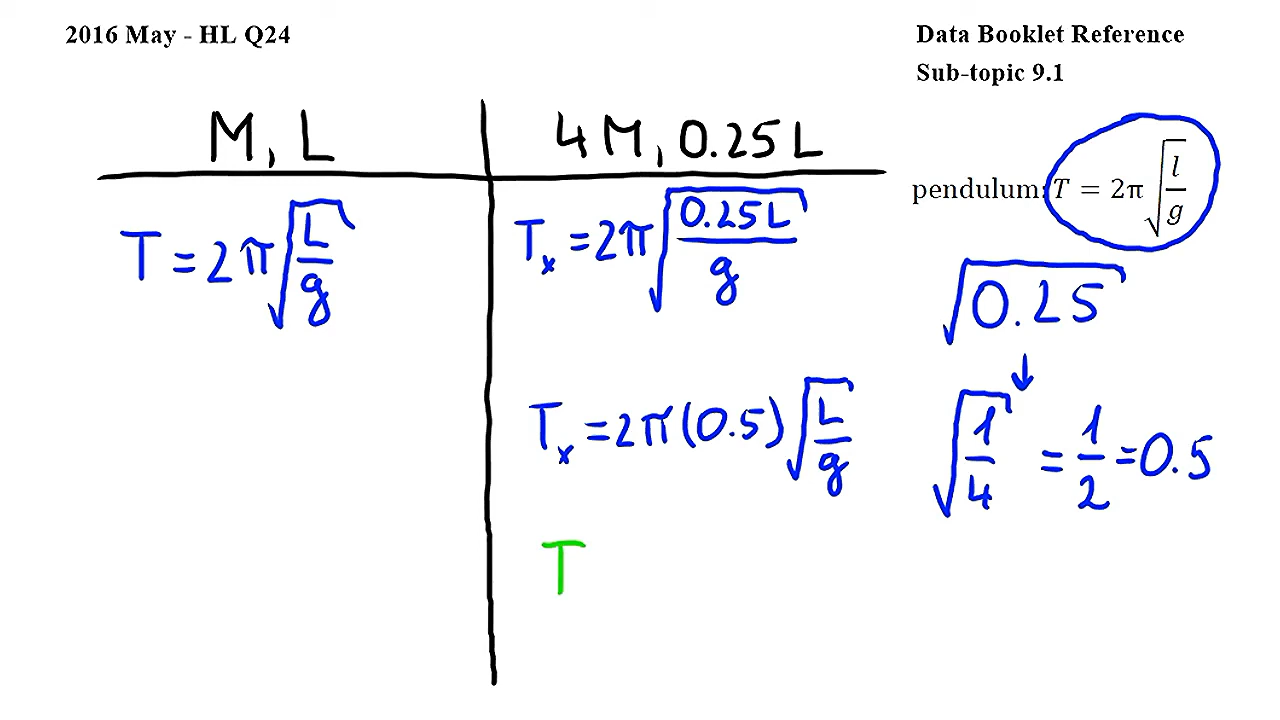 2016 May - HL Q24
Data Booklet Reference
Sub-topic 9.1
M, L
4M, 0.25L
pendulum: T = 2π√(l/g)
T = 2π√(L/g)
Tₓ = 2π√(0.25L/g)
√0.25
↓
Tₓ = 2π(0.5)√(L/g)
√(1/4) = 1/2 = 0.5
T